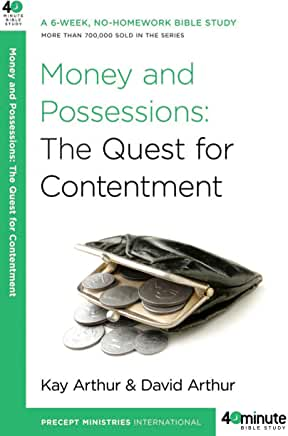 40
MINUTE
BIBLE STUDY
Money and Possessions: The Quest for Contentment
A 6-WEEK, NO-HOMEWORK BIBLE STUDY
MORE THAN 700,000 SOLD IN THE SERIES
Money and
Possessions:
The Quest for
Contentment
Kay Arthur & David Arthur
PRECEPT MINISTRIES INTERNATIONAL
40 minute
BIBLE STUDY